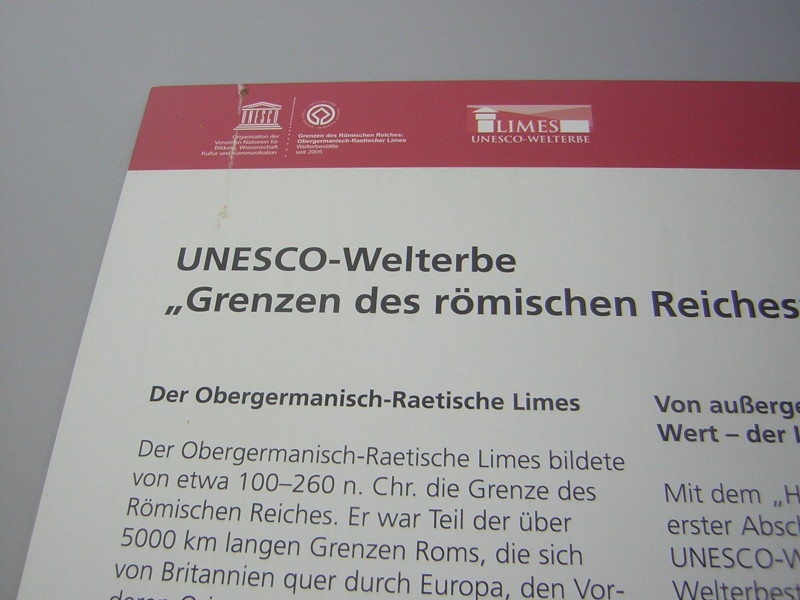 UNESCO
Organisation der
Vereinten Nationen für
Bildung, Wissenschaft,
Kultur und Kommunikation
Grenzen des Römischen Reiches:
Obergermanisch-Raetischer Limes
Welterbestätte
seit 2005
LIMES
UNESCO-WELTERBE
UNESCO-Welterbe
„Grenzen des römischen Reiches“
Der Obergermanisch-Raetische Limes
Der Obergermanisch-Raetische Limes bildete
von etwa 100–260 n. Chr. die Grenze des
Römischen Reiches. Er war Teil der über
5000 km langen Grenzen Roms, die sich
von Britannien quer durch Europa, den Vor-
Von außerge
Wert – der L
Mit dem „H
erster Absch
UNESCO-W
Welterbest